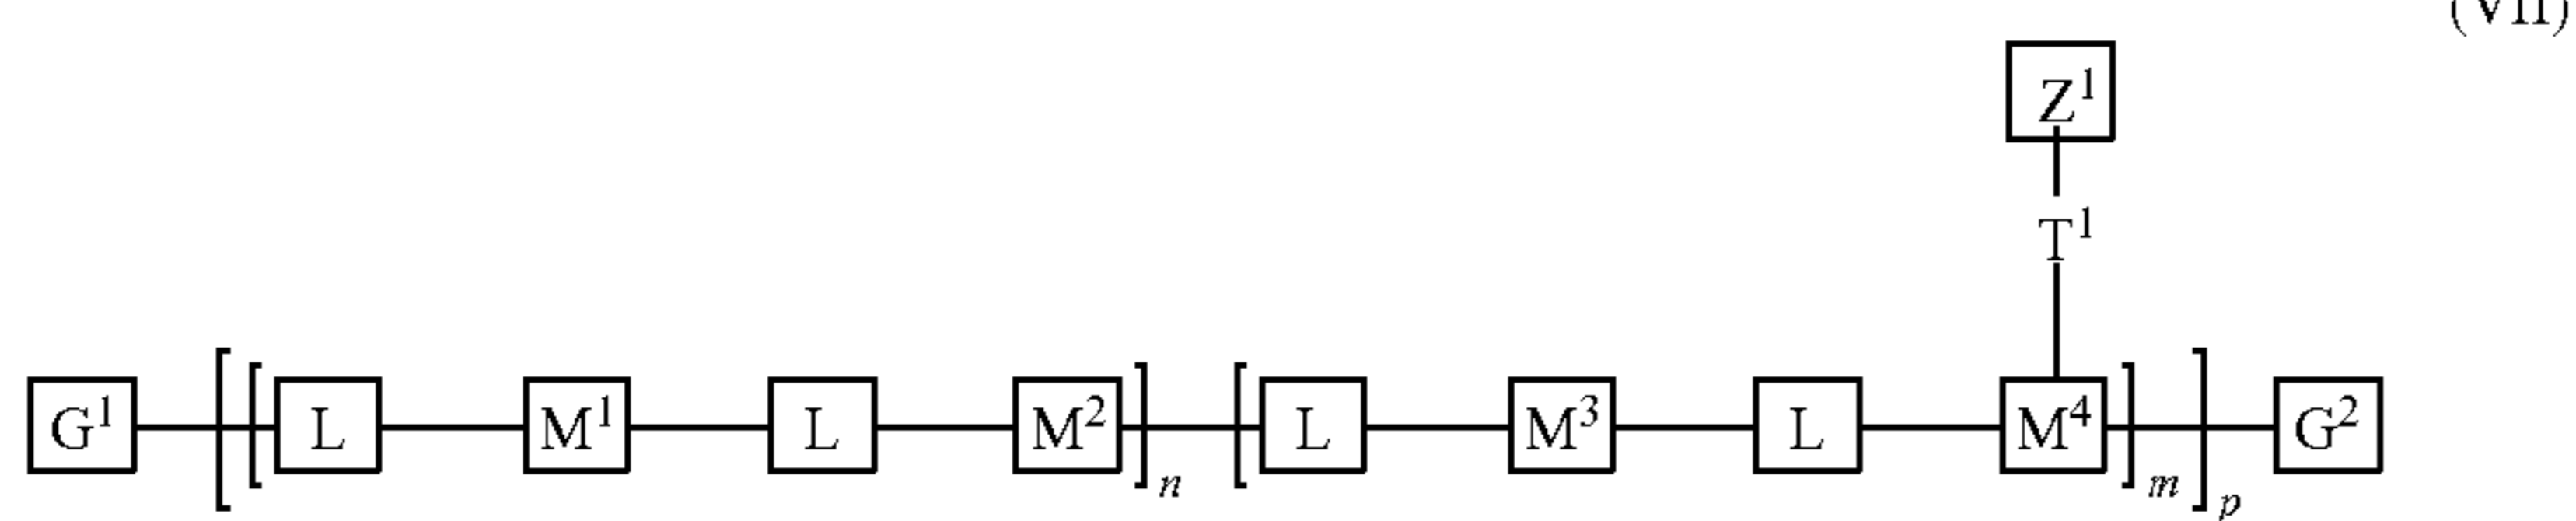 (VII)
Z¹
T¹
G¹ [ [ L M¹ L M² ]ₙ [ L M³ L M⁴ ]ₘ ]ₚ G²